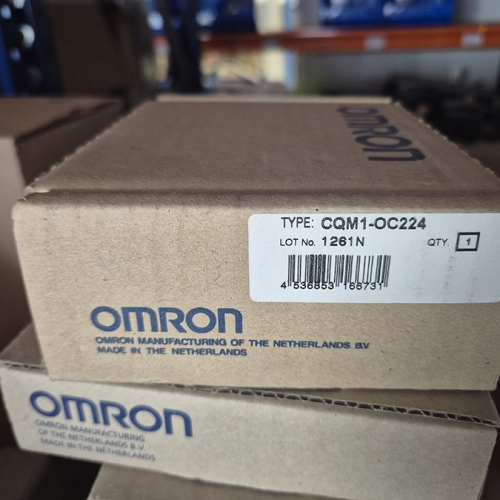 OMRON
TYPE: CQM1-OC224
LOT No. 1261N QTY. 1
4 536853 166731
OMRON
OMRON MANUFACTURING OF THE NETHERLANDS B.V
MADE IN THE NETHERLANDS
OMRON
OMRON MANUFACTURING
OF THE NETHERLANDS B.V.
MADE IN THE NETHERLANDS